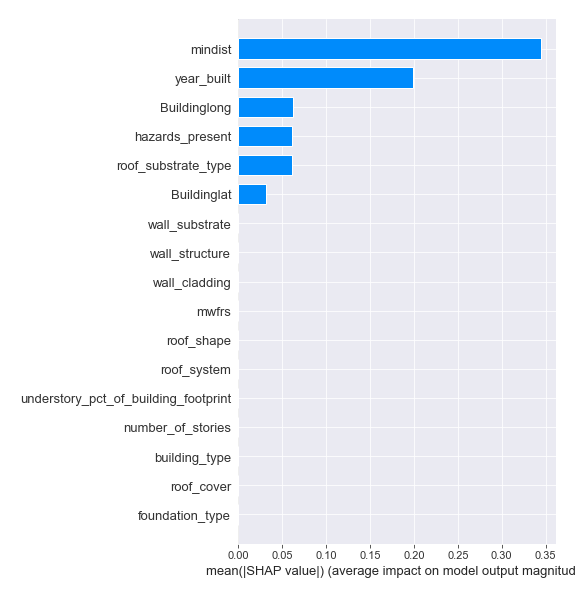 mindist
year_built
Buildinglong
hazards_present
roof_substrate_type
Buildinglat
wall_substrate
wall_structure
wall_cladding
mwfrs
roof_shape
roof_system
understory_pct_of_building_footprint
number_of_stories
building_type
roof_cover
foundation_type
0.00 0.05 0.10 0.15 0.20 0.25 0.30 0.35
mean(|SHAP value|) (average impact on model output magnitud